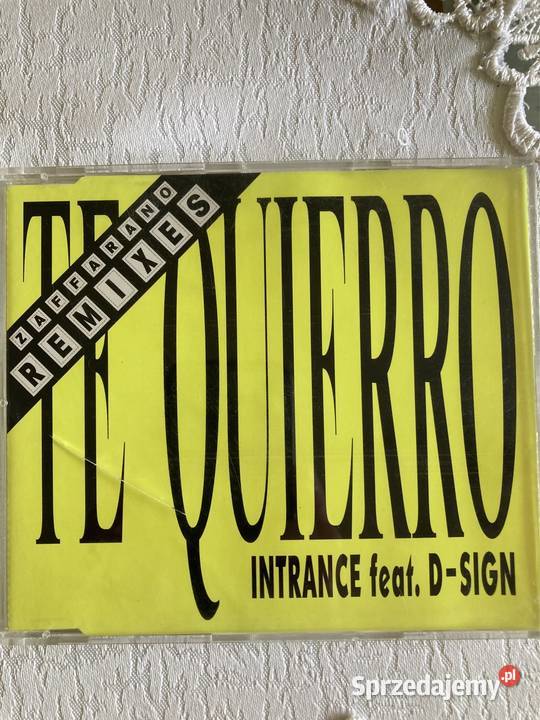 ZAFFARANO
REMIXES
TE QUIERRO
INTRANCE feat. D-SIGN
Sprzedajemy.pl